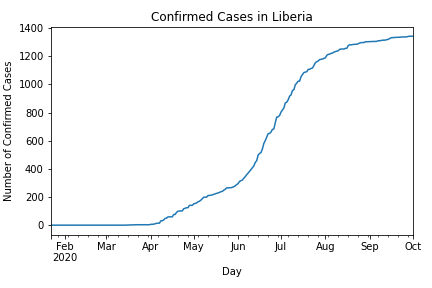 Confirmed Cases in Liberia
1400
1200
1000
800
600
400
200
0
Number of Confirmed Cases
Feb Mar Apr May Jun Jul Aug Sep Oct
2020
Day